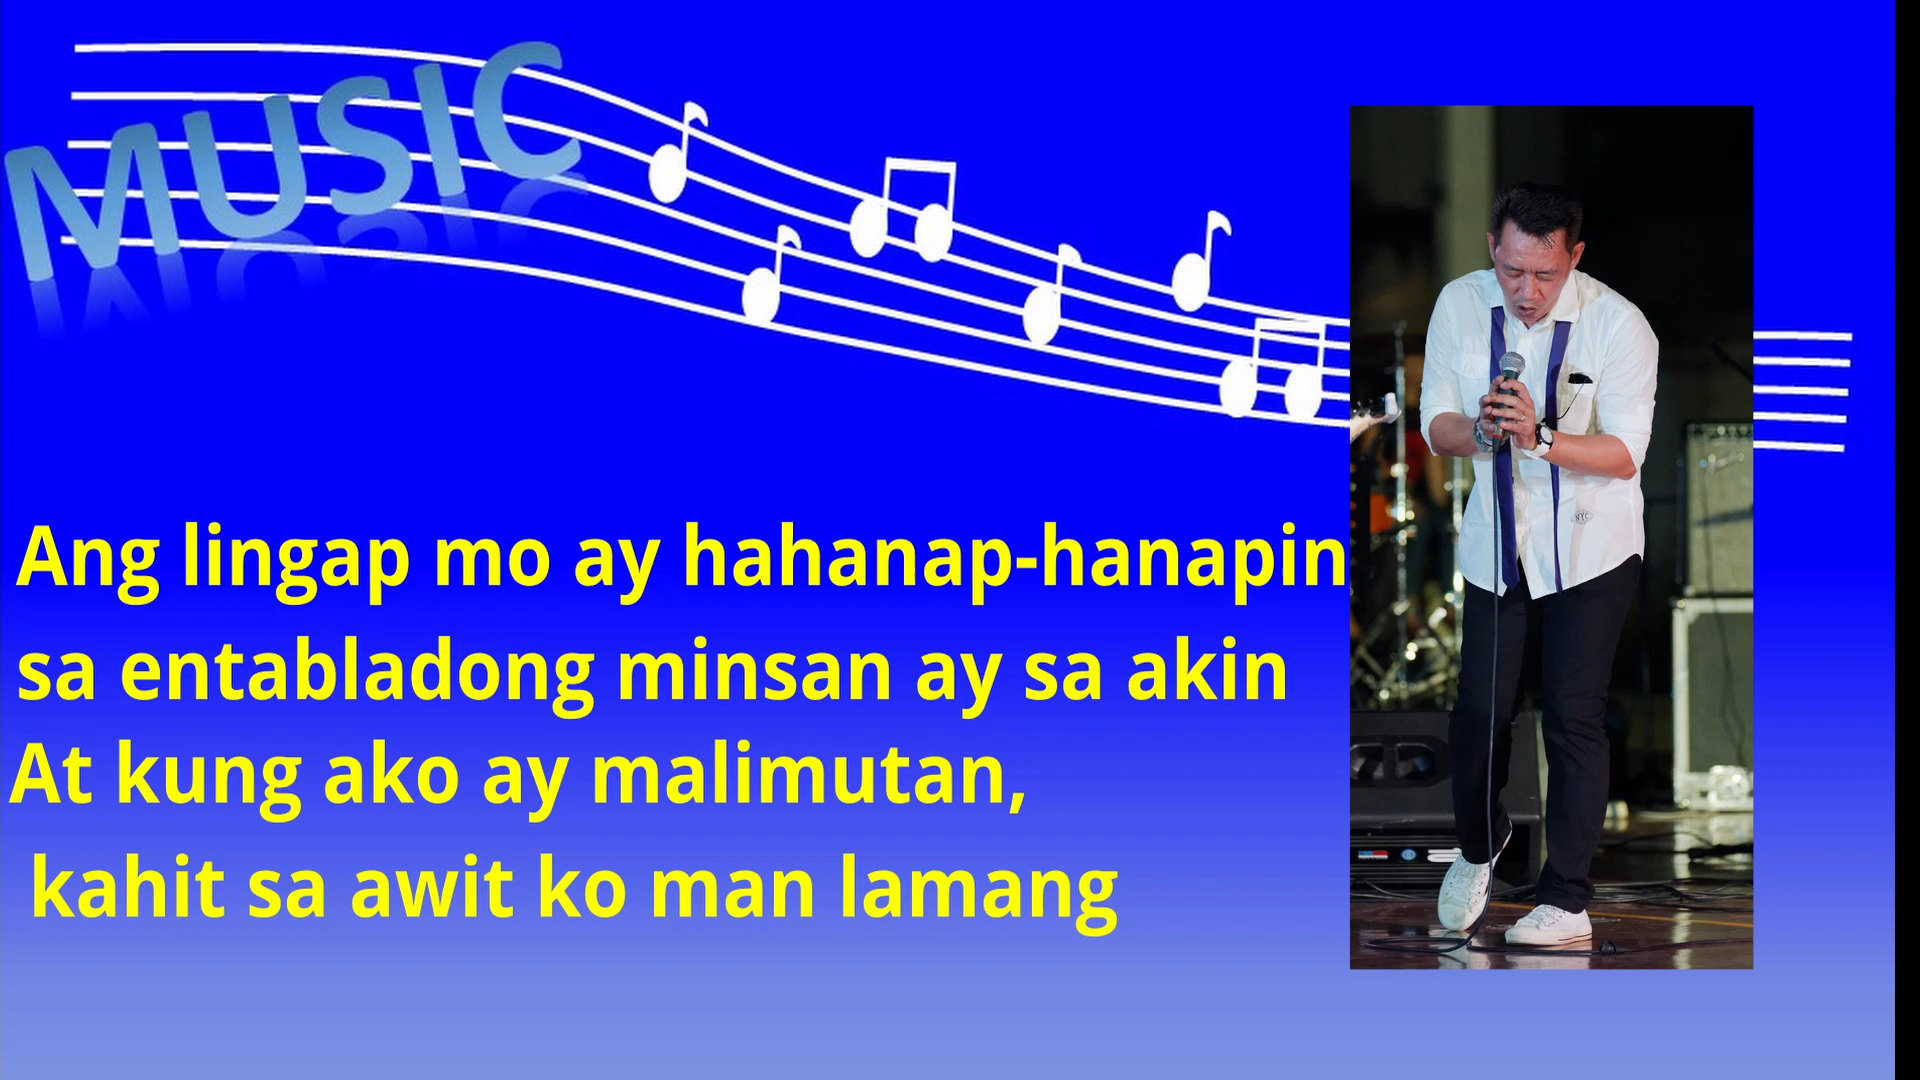 MUSIC
Ang lingap mo ay hahanap-hanapin
sa entabladong minsan ay sa akin
At kung ako ay malimutan,
kahit sa awit ko man lamang
NYC